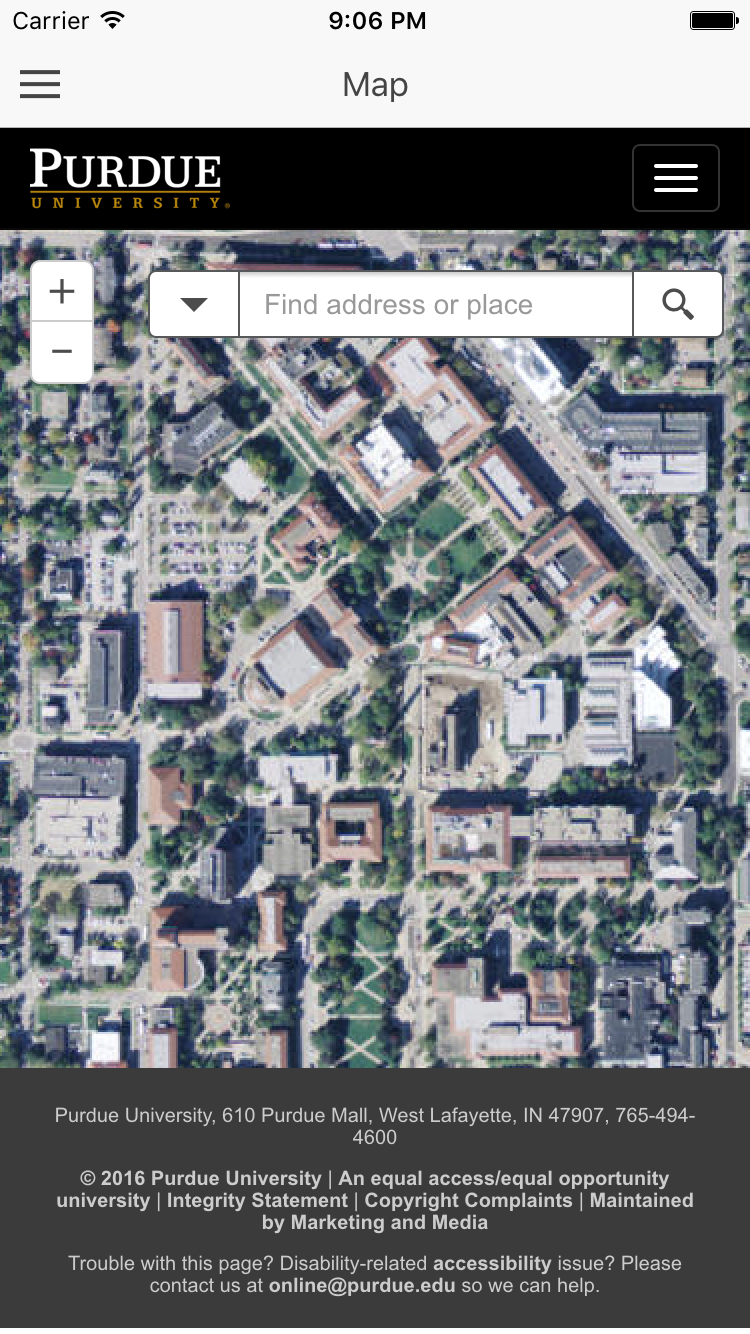 Carrier 9:06 PM
Map
PURDUE
UNIVERSITY®
+
Find address or place
−
Purdue University, 610 Purdue Mall, West Lafayette, IN 47907, 765-494-
4600
© 2016 Purdue University | An equal access/equal opportunity
university | Integrity Statement | Copyright Complaints | Maintained
by Marketing and Media
Trouble with this page? Disability-related accessibility issue? Please
contact us at online@purdue.edu so we can help.